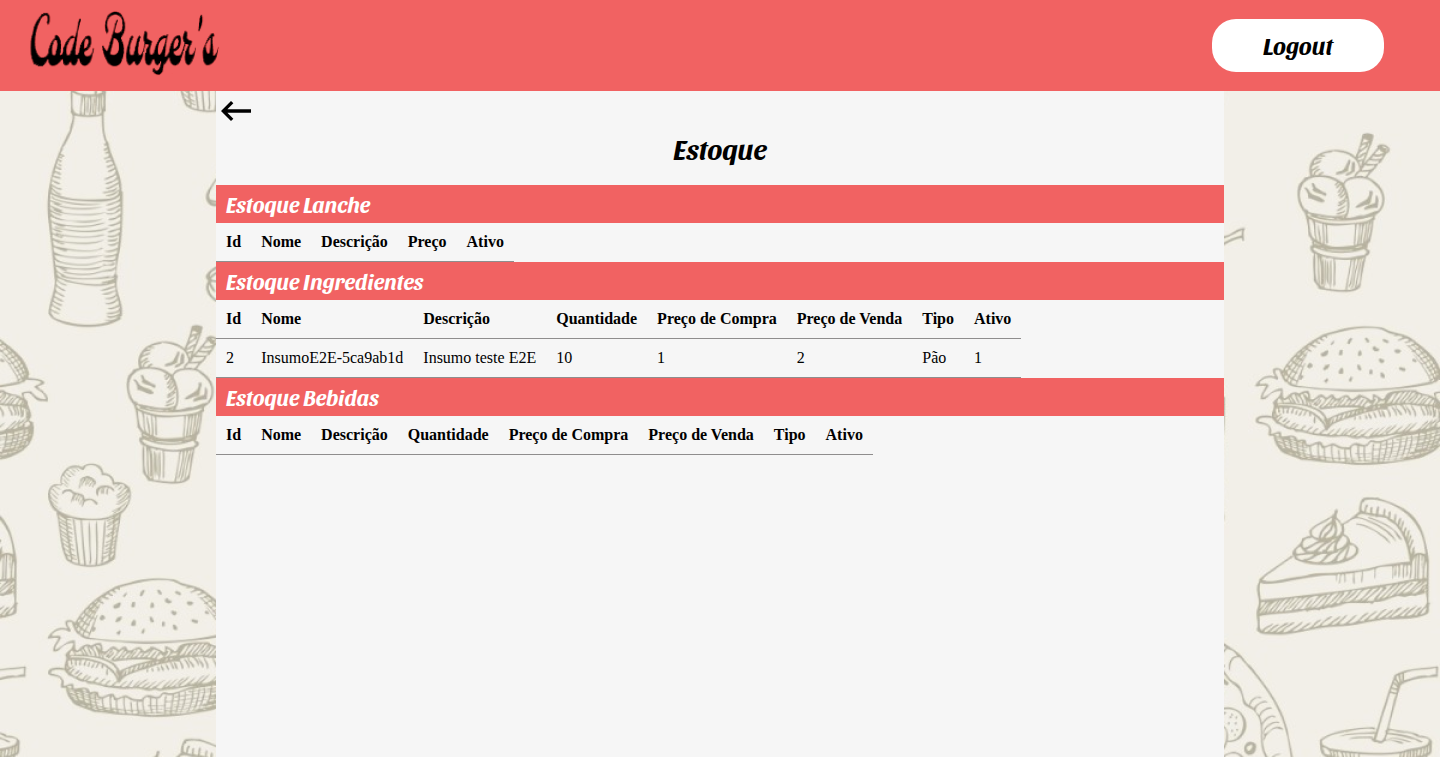 Code Burger's
Logout
Estoque
Estoque Lanche
Id Nome Descrição Preço Ativo
Estoque Ingredientes
Id Nome Descrição Quantidade Preço de Compra Preço de Venda Tipo Ativo
2 InsumoE2E-5ca9ab1d Insumo teste E2E 10 1 2 Pão 1
Estoque Bebidas
Id Nome Descrição Quantidade Preço de Compra Preço de Venda Tipo Ativo